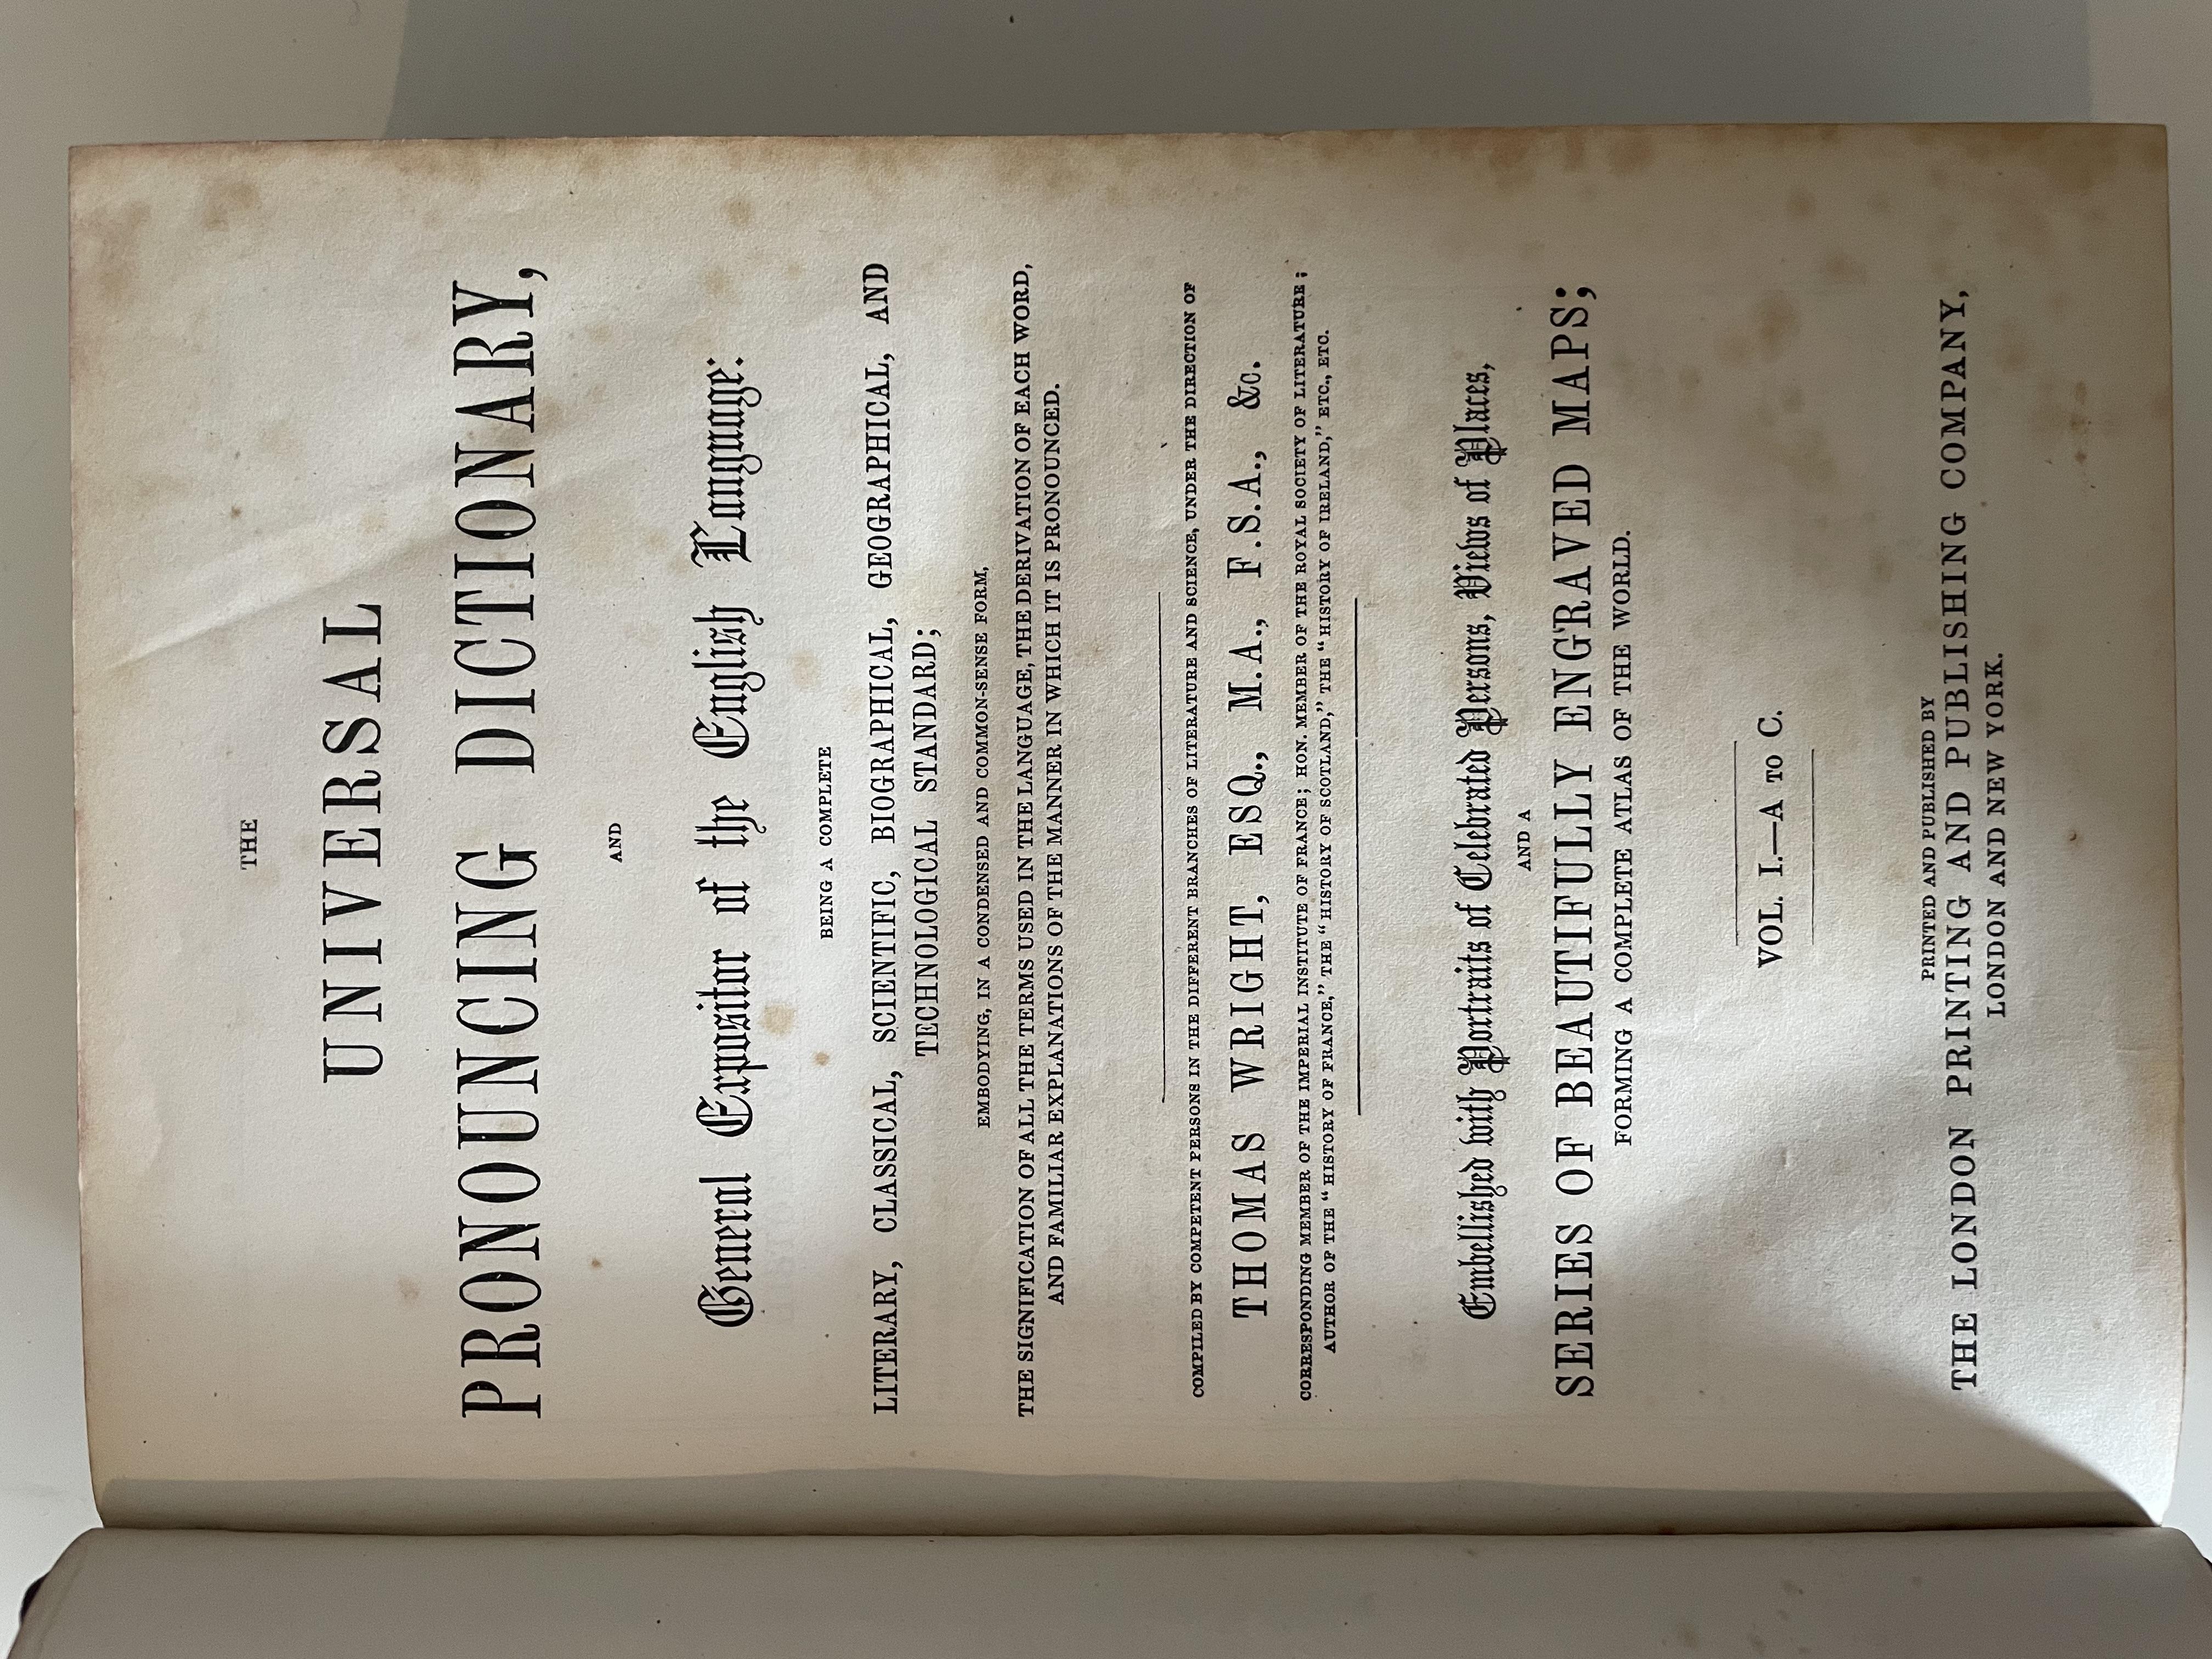 THE
UNIVERSAL
PRONOUNCING DICTIONARY,
AND
General Expositor of the English Language:
BEING A COMPLETE
LITERARY, CLASSICAL, SCIENTIFIC, BIOGRAPHICAL, GEOGRAPHICAL, AND
TECHNOLOGICAL STANDARD;
EMBODYING, IN A CONDENSED AND COMMON-SENSE FORM,
THE SIGNIFICATION OF ALL THE TERMS USED IN THE LANGUAGE, THE DERIVATION OF EACH WORD,
AND FAMILIAR EXPLANATIONS OF THE MANNER IN WHICH IT IS PRONOUNCED.
COMPILED BY COMPETENT PERSONS IN THE DIFFERENT BRANCHES OF LITERATURE AND SCIENCE, UNDER THE DIRECTION OF
THOMAS WRIGHT, ESQ., M.A., F.S.A., &c.
CORRESPONDING MEMBER OF THE IMPERIAL INSTITUTE OF FRANCE; HON. MEMBER OF THE ROYAL SOCIETY OF LITERATURE;
AUTHOR OF THE "HISTORY OF FRANCE," THE "HISTORY OF SCOTLAND," THE "HISTORY OF IRELAND," ETC., ETC.
Embellished with Portraits of Celebrated Persons, Views of Places,
AND A
SERIES OF BEAUTIFULLY ENGRAVED MAPS;
FORMING A COMPLETE ATLAS OF THE WORLD.
VOL. I.—A TO C.
PRINTED AND PUBLISHED BY
THE LONDON PRINTING AND PUBLISHING COMPANY,
LONDON AND NEW YORK.